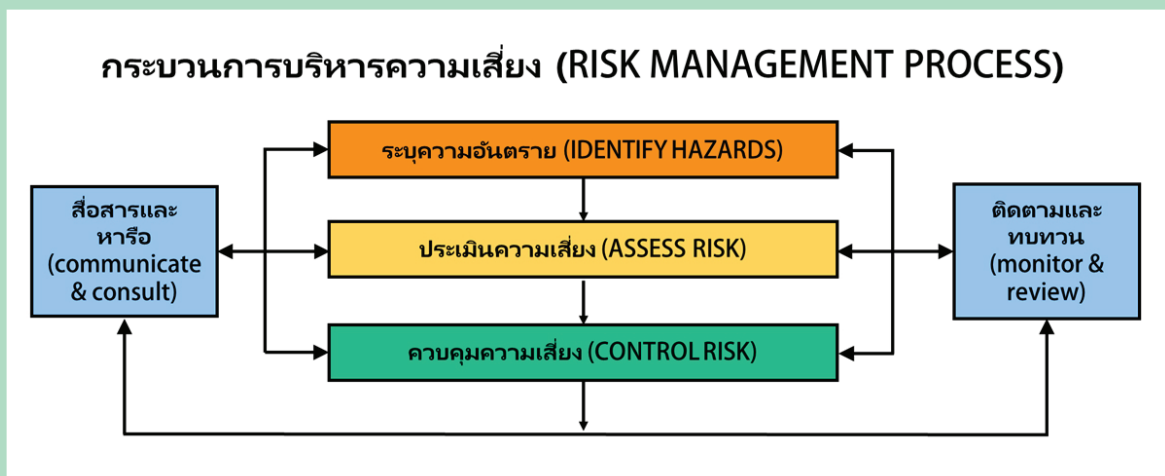 กระบวนการบริหารความเสี่ยง (RISK MANAGEMENT PROCESS)
ระบุความอันตราย (IDENTIFY HAZARDS)
สื่อสารและ
หารือ
(communicate
& consult)
ประเมินความเสี่ยง (ASSESS RISK)
ติดตามและ
ทบทวน
(monitor &
review)
ควบคุมความเสี่ยง (CONTROL RISK)